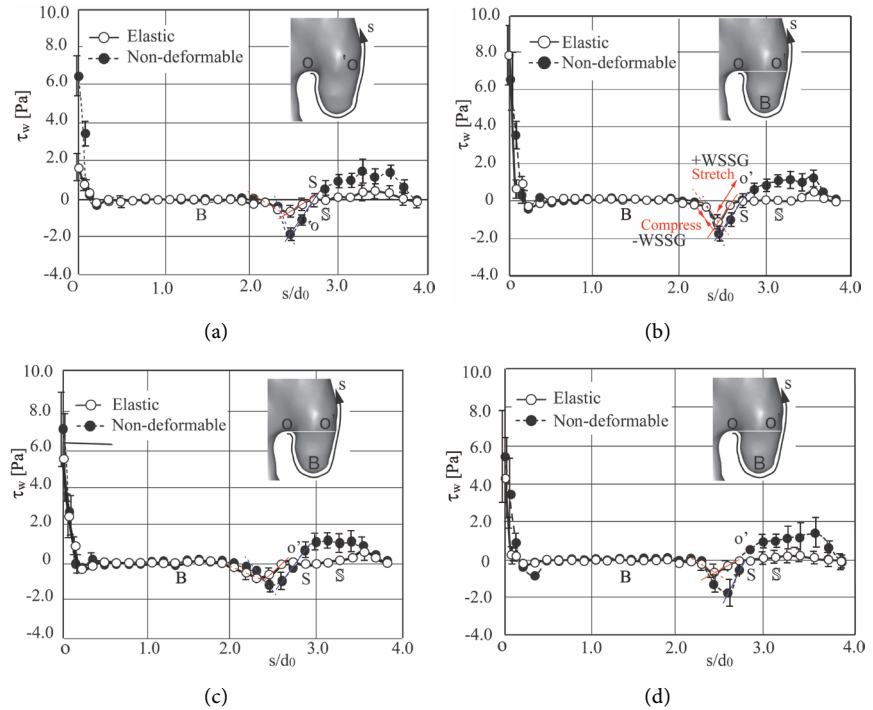 10.0
8.0
6.0
4.0
2.0
0
-2.0
-4.0
τw [Pa]
Elastic
Non-deformable
s
O
'O
B
S
'o
𝕊
O
1.0
2.0
3.0
4.0
s/d0
(a)
10.0
8.0
6.0
4.0
2.0
0
-2.0
-4.0
τw [Pa]
Elastic
Non-deformable
s
O
O'
B
+WSSG
Stretch
o'
B
Compress
-WSSG
S
𝕊
o
1.0
2.0
3.0
4.0
s/d0
(b)
10.0
8.0
6.0
4.0
2.0
0
-2.0
-4.0
τw [Pa]
Elastic
Non-deformable
s
O
O'
B
o'
B
S
𝕊
o
1.0
2.0
3.0
4.0
s/d0
(c)
10.0
8.0
6.0
4.0
2.0
0
-2.0
-4.0
τw [Pa]
Elastic
Non-deformable
s
O
O'
B
o'
B
S
𝕊
o
1.0
2.0
3.0
4.0
s/d0
(d)